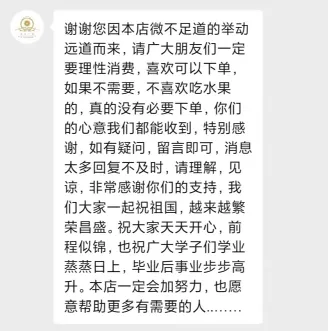 谢谢您因本店微不足道的举动
远道而来，请广大朋友们一定
要理性消费，喜欢可以下单，
如果不需要，不喜欢吃水果
的，真的没有必要下单，你们
的心意我们都能收到，特别感
谢，如有疑问，留言即可，消息
太多回复不及时，请理解，见
谅，非常感谢你们的支持，我
们大家一起祝祖国，越来越繁
荣昌盛。祝大家天天开心，前
程似锦，也祝广大学子们学业
蒸蒸日上，毕业后事业步步高
升。本店一定会加努力，也愿
意帮助更多有需要的人..……